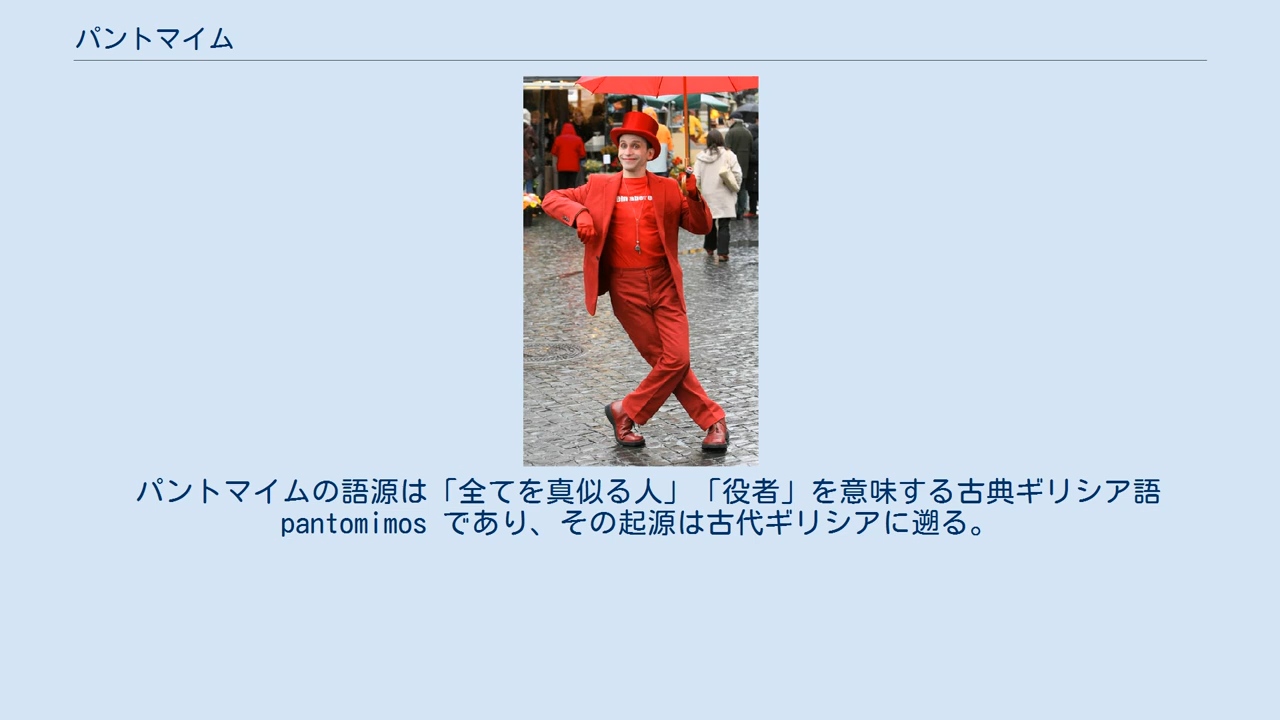 パントマイム
パントマイムの語源は「全てを真似る人」「役者」を意味する古典ギリシア語
pantomimos であり、その起源は古代ギリシアに遡る。